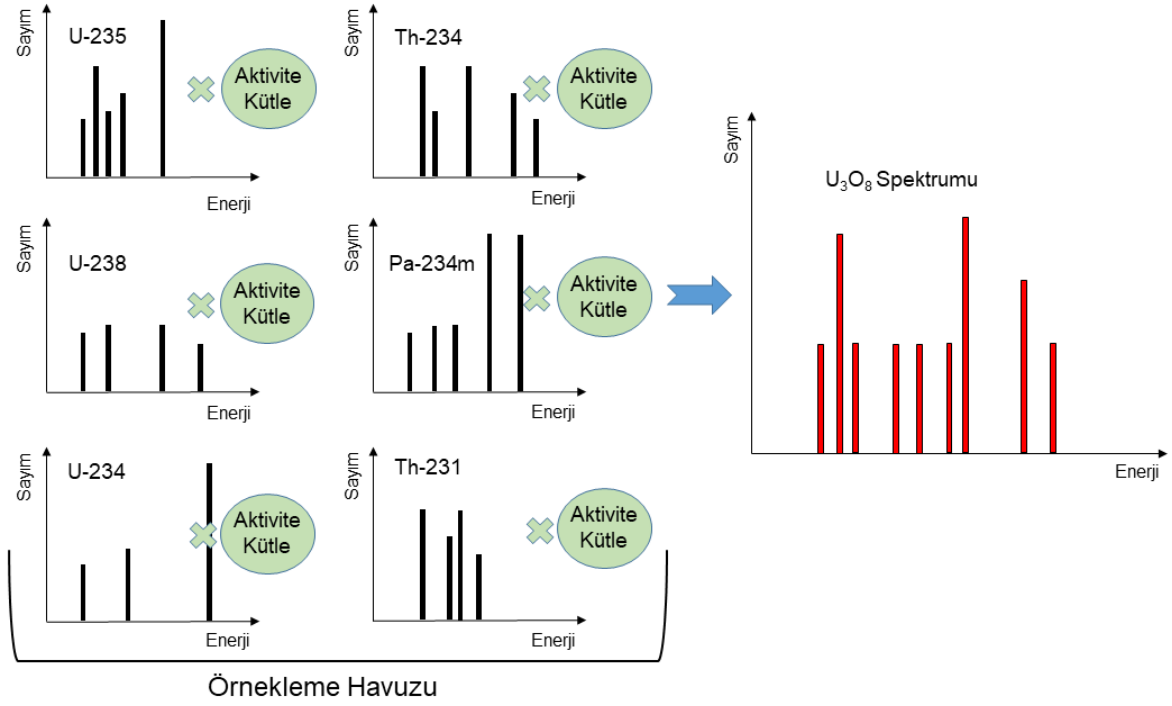 Sayım
U-235
Aktivite
Kütle
Enerji
Sayım
Th-234
Aktivite
Kütle
Enerji
Sayım
U-238
Aktivite
Kütle
Enerji
Sayım
Pa-234m
Aktivite
Kütle
Enerji
Sayım
U-234
Aktivite
Kütle
Enerji
Sayım
Th-231
Aktivite
Kütle
Enerji
Örnekleme Havuzu
Sayım
U₃O₈ Spektrumu
Enerji